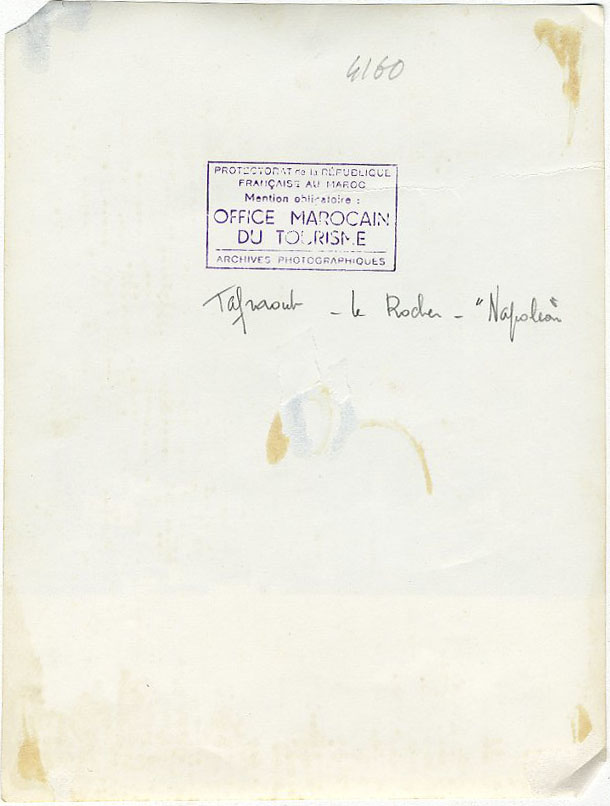 4160
PROTECTORAT de la RÉPUBLIQUE
FRANÇAISE AU MAROC
Mention obligatoire :
OFFICE MAROCAIN
DU TOURISME
ARCHIVES PHOTOGRAPHIQUES
Tafraout - le Rocher - "Napoléon"